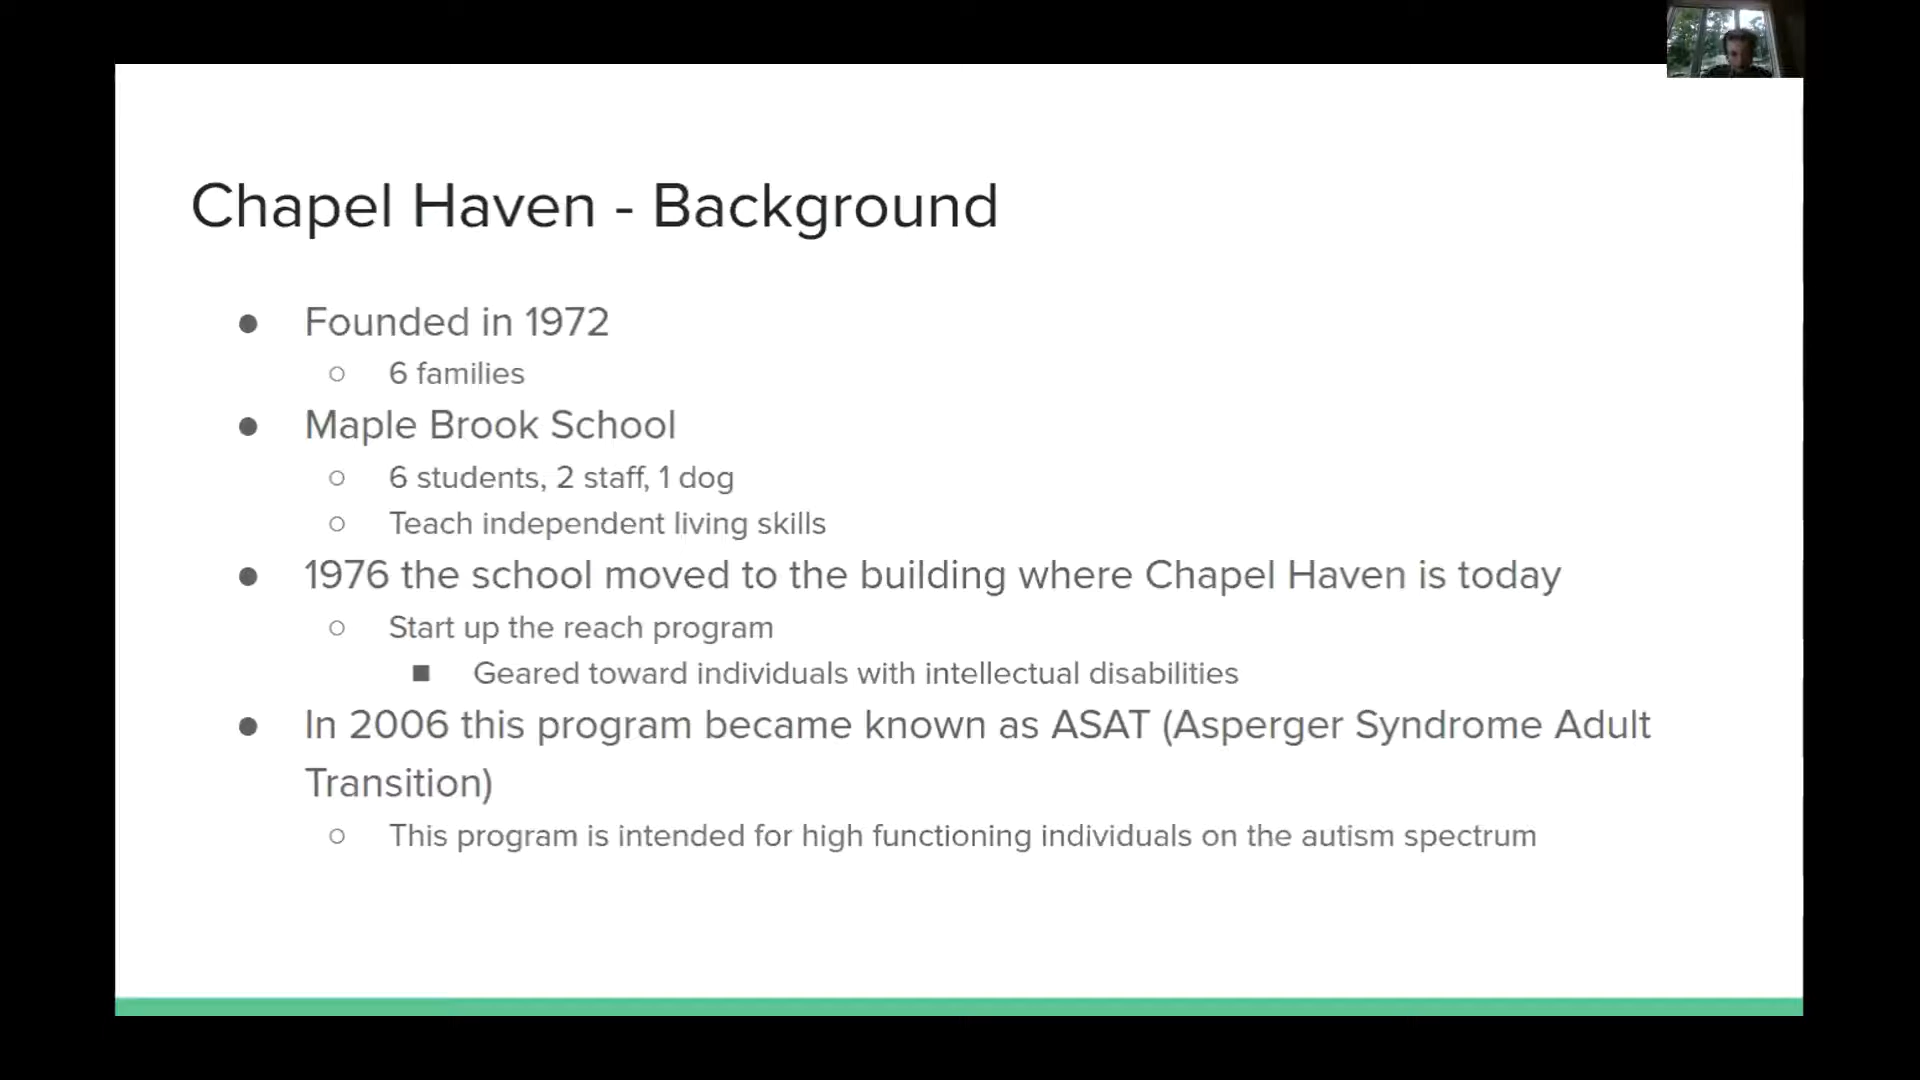 Chapel Haven - Background
● Founded in 1972
○ 6 families
● Maple Brook School
○ 6 students, 2 staff, 1 dog
○ Teach independent living skills
● 1976 the school moved to the building where Chapel Haven is today
○ Start up the reach program
■ Geared toward individuals with intellectual disabilities
● In 2006 this program became known as ASAT (Asperger Syndrome Adult
Transition)
○ This program is intended for high functioning individuals on the autism spectrum